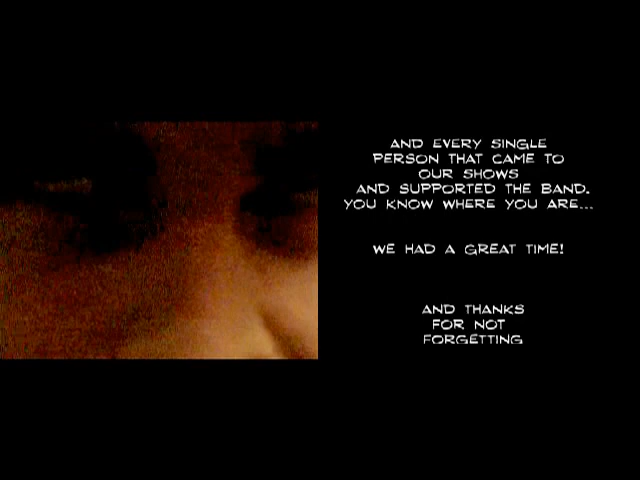 AND EVERY SINGLE
PERSON THAT CAME TO
OUR SHOWS
AND SUPPORTED THE BAND.
YOU KNOW WHERE YOU ARE...
WE HAD A GREAT TIME!
AND THANKS
FOR NOT
FORGETTING